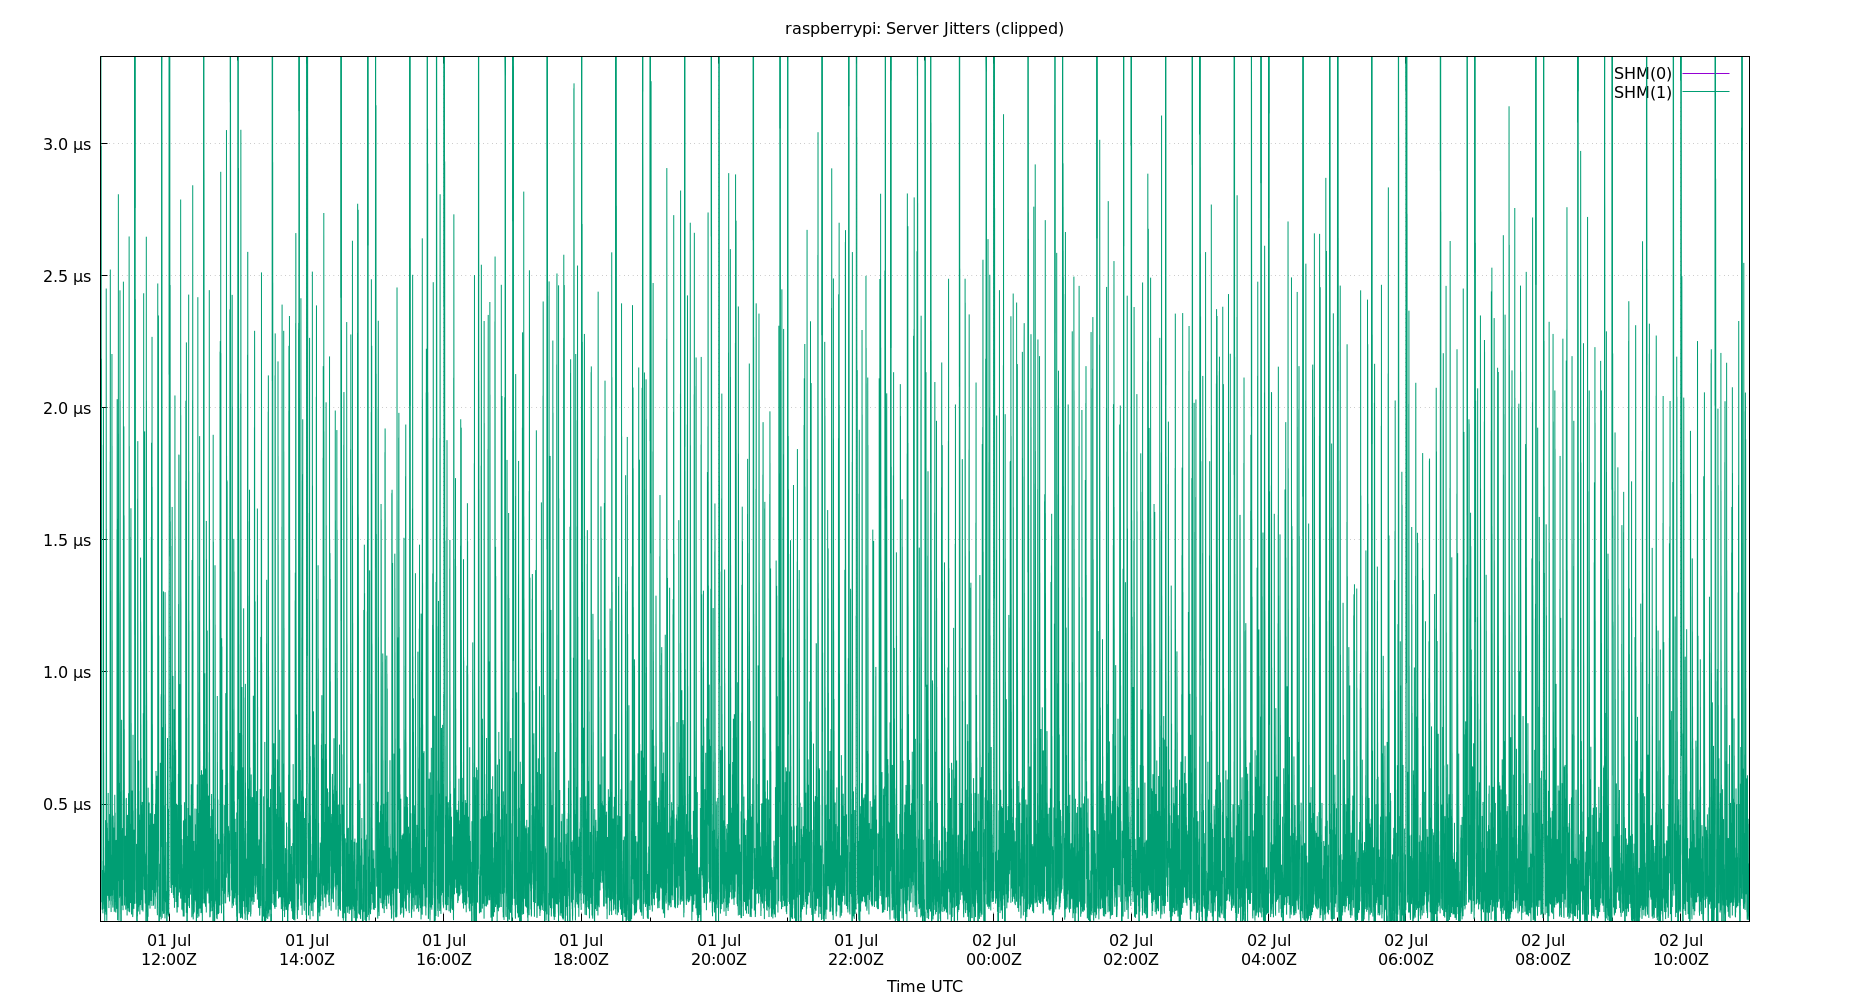 raspberrypi: Server Jitters (clipped)
SHM(0)
SHM(1)
3.0 µs
2.5 µs
2.0 µs
1.5 µs
1.0 µs
0.5 µs
01 Jul 01 Jul 01 Jul 01 Jul 01 Jul 01 Jul 02 Jul 02 Jul 02 Jul 02 Jul 02 Jul 02 Jul
12:00Z 14:00Z 16:00Z 18:00Z 20:00Z 22:00Z 00:00Z 02:00Z 04:00Z 06:00Z 08:00Z 10:00Z
Time UTC